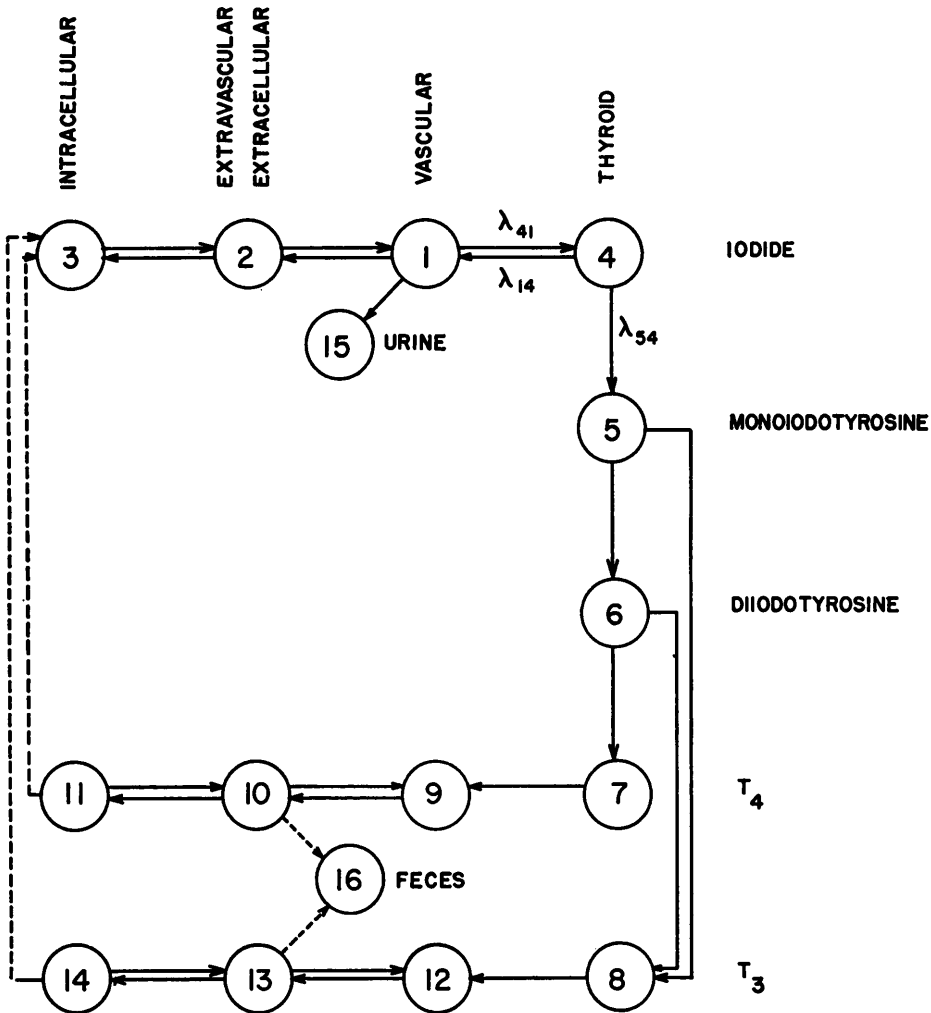 INTRACELLULAR
EXTRAVASCULAR
EXTRACELLULAR
VASCULAR
THYROID
3
2
1
λ41
λ14
4
IODIDE
15
URINE
λ54
5
MONOIODOTYROSINE
6
DIIODOTYROSINE
11
10
9
7
T4
16
FECES
14
13
12
8
T3